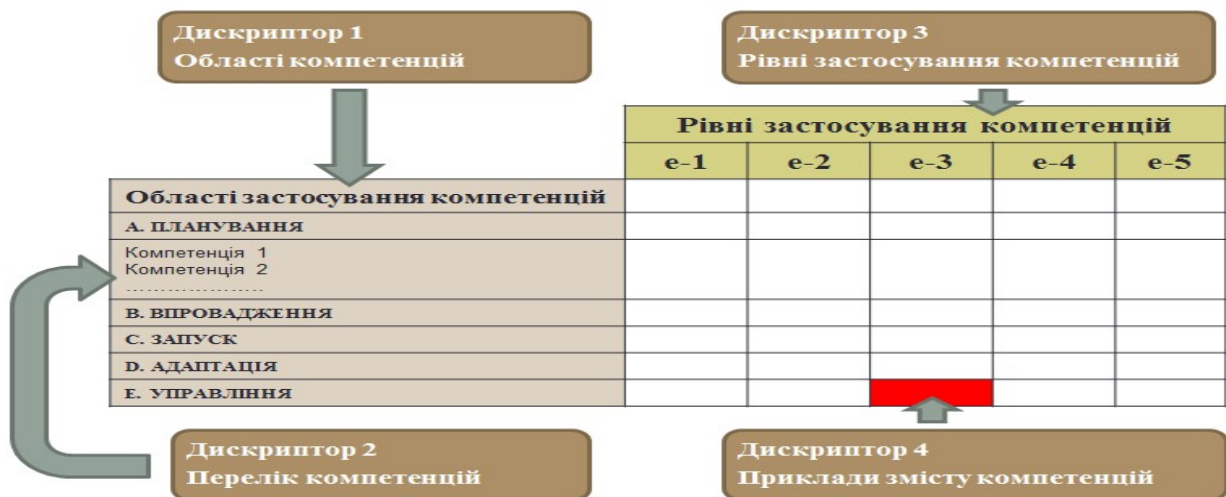 Дискриптор 1
Області компетенцій
Дискриптор 3
Рівні застосування компетенцій
Рівні застосування компетенцій
e-1 e-2 e-3 e-4 e-5
Області застосування компетенцій
A. ПЛАНУВАННЯ
Компетенція 1
Компетенція 2
…………………
B. ВПРОВАДЖЕННЯ
C. ЗАПУСК
D. АДАПТАЦІЯ
E. УПРАВЛІННЯ
Дискриптор 2
Перелік компетенцій
Дискриптор 4
Приклади змісту компетенцій